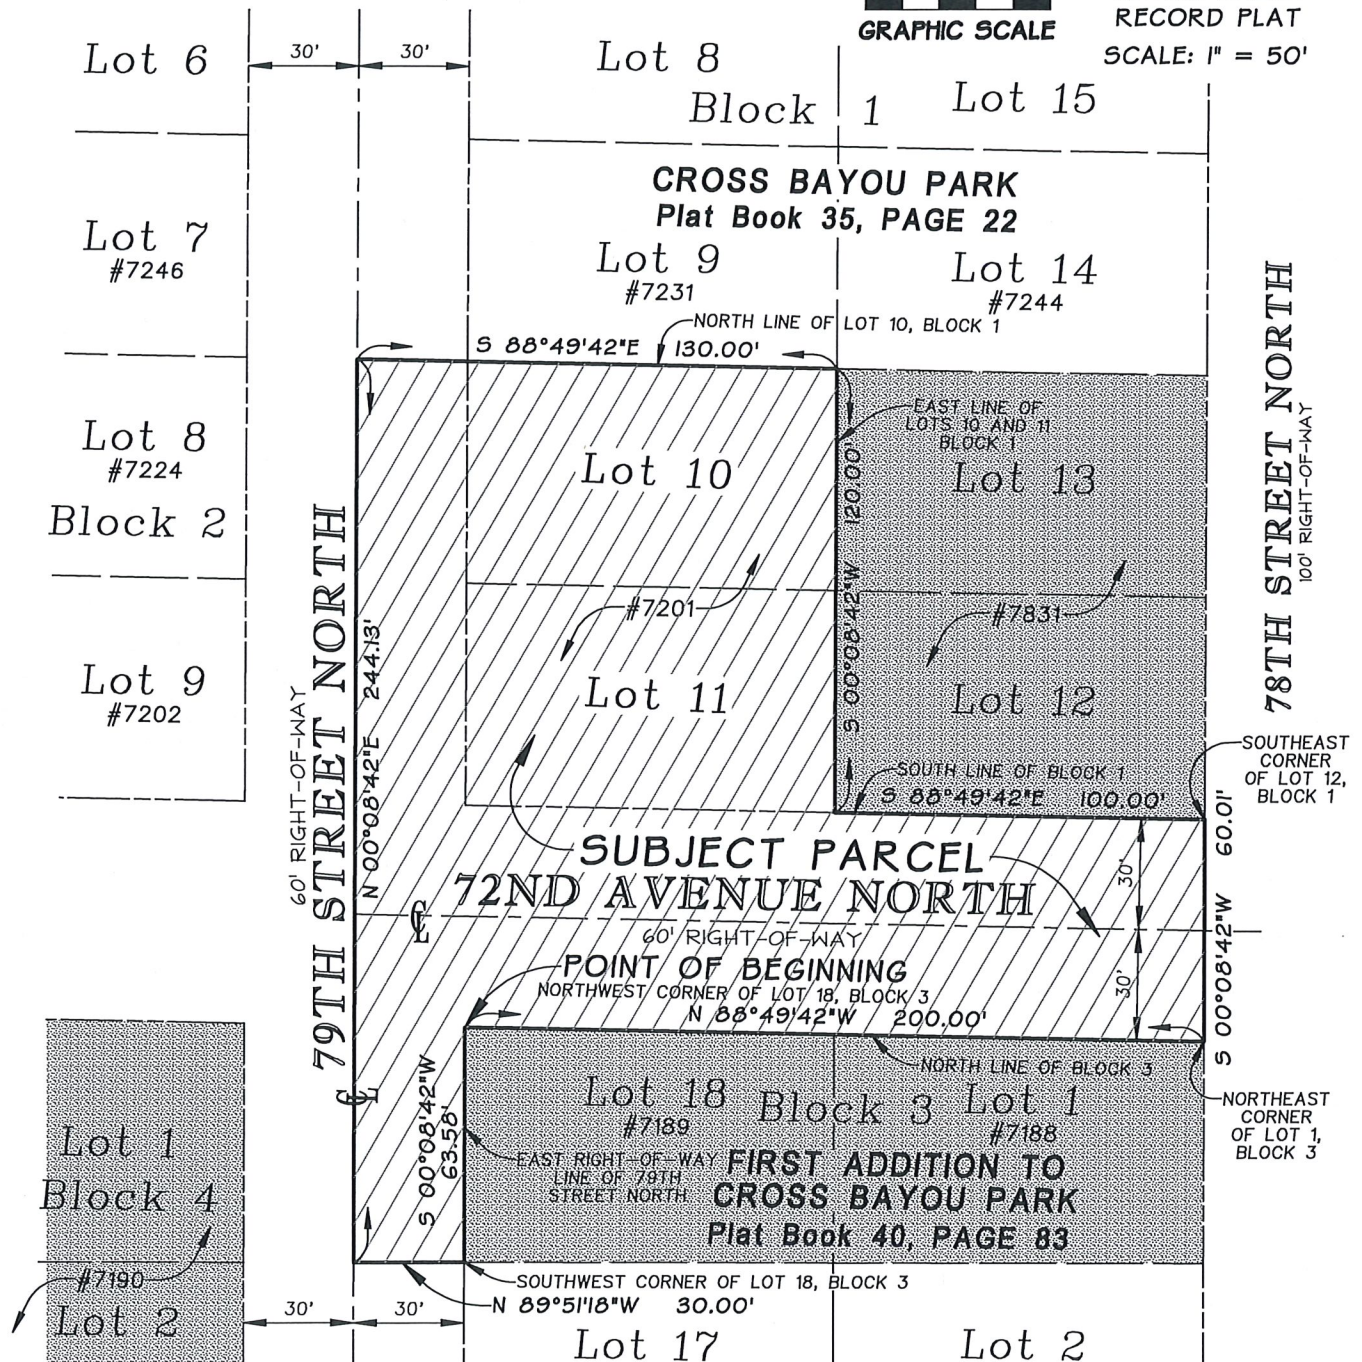 GRAPHIC SCALE
RECORD PLAT
SCALE: 1" = 50'
Lot 6
30'
30'
Lot 8
Block 1
Lot 15
CROSS BAYOU PARK
Plat Book 35, PAGE 22
Lot 7
#7246
Lot 9
#7231
Lot 14
#7244
NORTH LINE OF LOT 10, BLOCK 1
S 88°49'42"E 130.00'
78TH STREET NORTH
100' RIGHT-OF-WAY
Lot 8
#7224
Block 2
Lot 10
EAST LINE OF
LOTS 10 AND 11
BLOCK 1
Lot 13
S 00°08'42"W 120.00'
#7201
#7831
Lot 9
#7202
Lot 11
Lot 12
79TH STREET NORTH
60' RIGHT-OF-WAY
N 00°08'42"E 244.13'
SOUTH LINE OF BLOCK 1
S 88°49'42"E 100.00'
SOUTHEAST
CORNER
OF LOT 12,
BLOCK 1
SUBJECT PARCEL
72ND AVENUE NORTH
CL
60' RIGHT-OF-WAY
30'
30'
S 00°08'42"W 60.01'
POINT OF BEGINNING
NORTHWEST CORNER OF LOT 18, BLOCK 3
N 88°49'42"W 200.00'
NORTH LINE OF BLOCK 3
NORTHEAST
CORNER
OF LOT 1,
BLOCK 3
CL
S 00°08'42"W
63.58'
Lot 18
#7189
Block 3
Lot 1
#7188
EAST RIGHT-OF-WAY
LINE OF 79TH
STREET NORTH
FIRST ADDITION TO
CROSS BAYOU PARK
Plat Book 40, PAGE 83
Lot 1
Block 4
#7190
Lot 2
SOUTHWEST CORNER OF LOT 18, BLOCK 3
N 89°51'18"W 30.00'
30'
30'
Lot 17
Lot 2